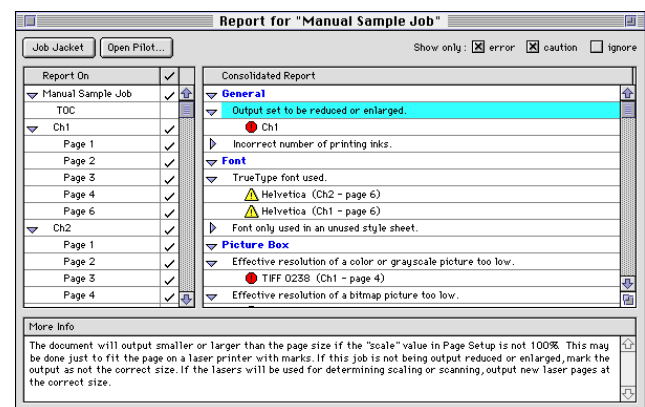 Report for "Manual Sample Job"
Job Jacket
Open Pilot...
Show only :
error
caution
ignore
Report On
Manual Sample Job
TOC
Ch1
Page 1
Page 2
Page 3
Page 4
Page 6
Ch2
Page 1
Page 2
Page 3
Page 4
Consolidated Report
General
Output set to be reduced or enlarged.
Ch1
Incorrect number of printing inks.
Font
TrueType font used.
Helvetica (Ch2 - page 6)
Helvetica (Ch1 - page 6)
Font only used in an unused style sheet.
Picture Box
Effective resolution of a color or grayscale picture too low.
TIFF 0238 (Ch1 - page 4)
Effective resolution of a bitmap picture too low.
More Info
The document will output smaller or larger than the page size if the "scale" value in Page Setup is not 100%. This may
be done just to fit the page on a laser printer with marks. If this job is not being output reduced or enlarged, mark the
output as not the correct size. If the lasers will be used for determining scaling or scanning, output new laser pages at
the correct size.